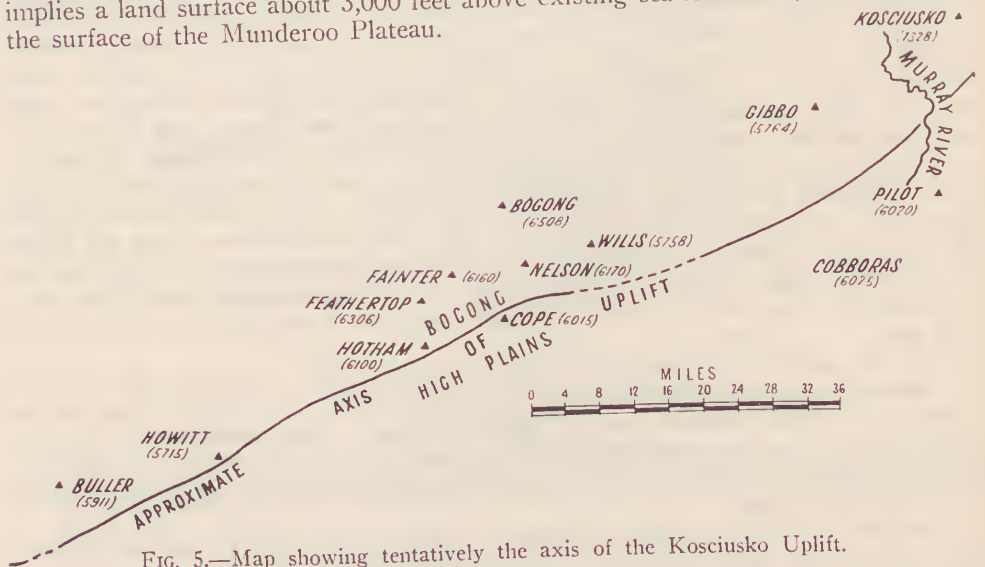 implies a land surface about 3,000 feet above existing
the surface of the Munderoo Plateau.
KOSCIUSKO
(7328)
MURRAY RIVER
GIBBO
(5764)
PILOT
(6020)
BOGONG
(6508)
WILLS (5758)
COBBORAS
(6025)
FAINTER (6160)
NELSON (6170)
FEATHERTOP
(6306)
BOGONG HIGH PLAINS
COPE (6015)
HOTHAM
(6100)
APPROXIMATE AXIS OF UPLIFT
MILES
0 4 8 12 16 20 24 28 32 36
HOWITT
(5715)
BULLER
(5911)
FIG. 5.—Map showing tentatively the axis of the Kosciusko Uplift.